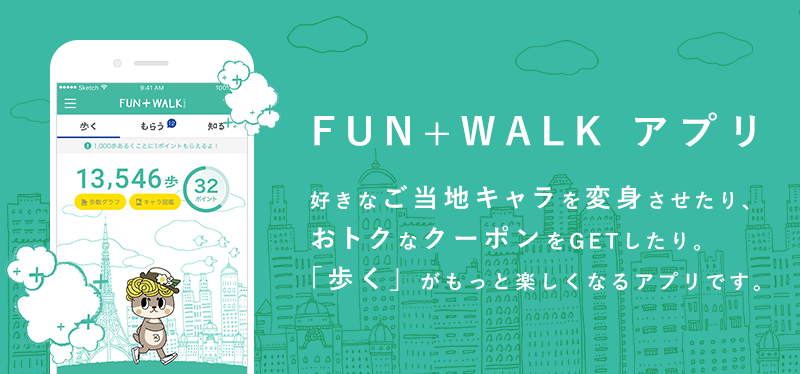 Sketch 9:41 AM 100%
FUN+WALK
歩く もらう 12 知る
1,000歩あるくごとに1ポイントもらえるよ！
13,546歩
32
ポイント
歩数グラフ キャラ図鑑
FUN+WALK アプリ
好きなご当地キャラを変身させたり、
おトクなクーポンをGETしたり。
「歩く」がもっと楽しくなるアプリです。